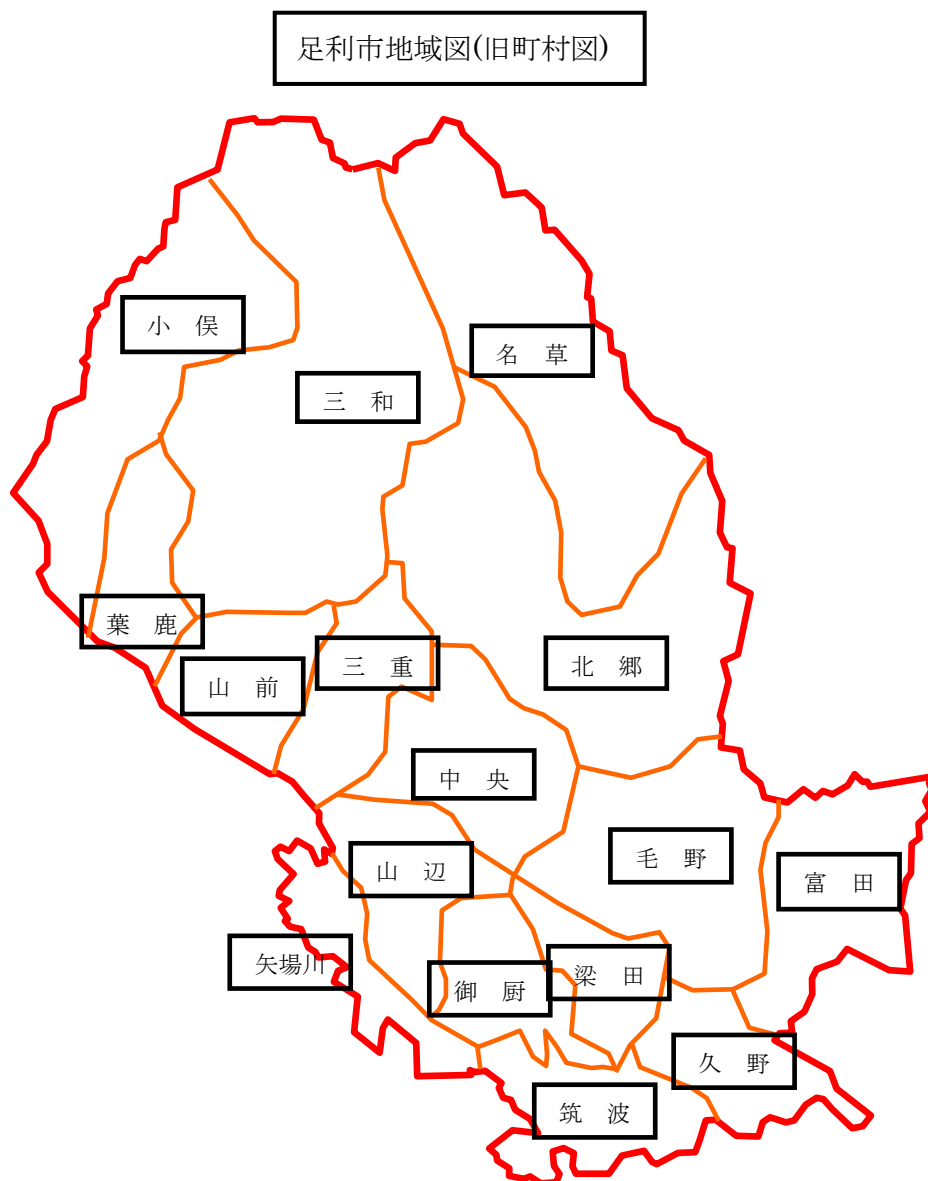 足利市地域図(旧町村図)
小 俣
名 草
三 和
葉 鹿
山 前
三 重
北 郷
中 央
山 辺
毛 野
富 田
矢場川
御 厨
梁 田
久 野
筑 波